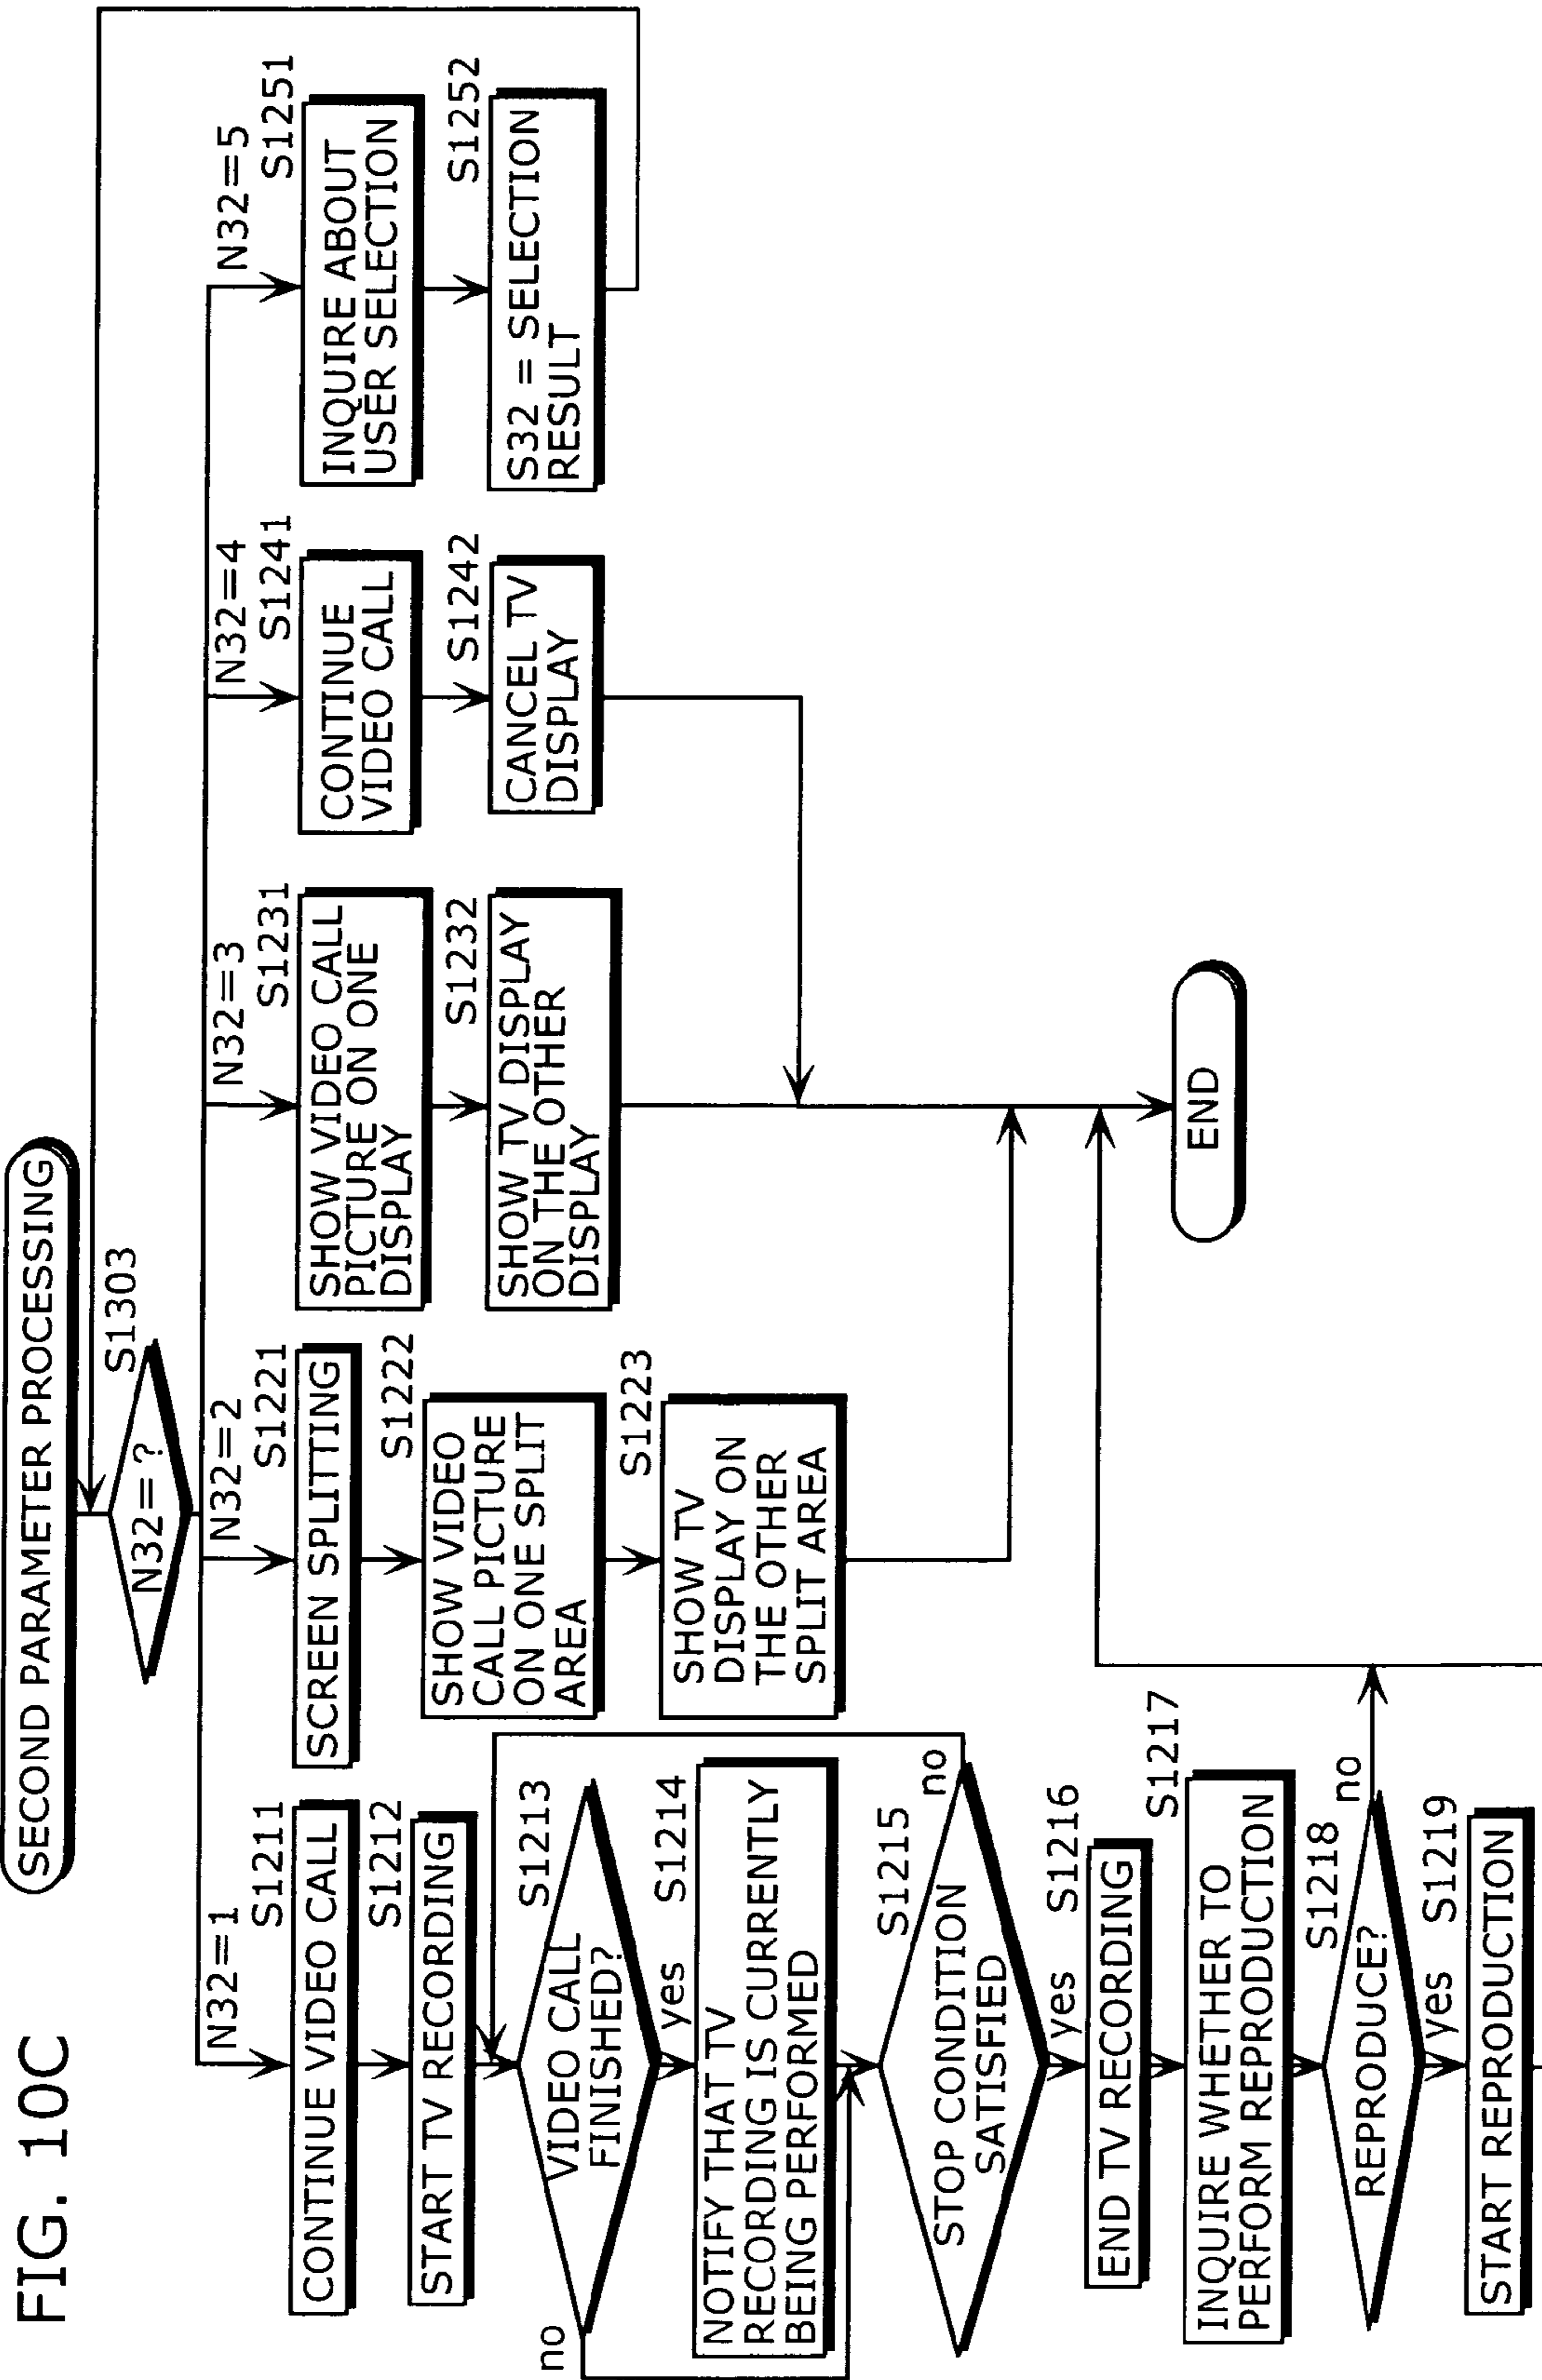 FIG. 10C
SECOND PARAMETER PROCESSING
S1303
N32= ?
N32=1
S1211
CONTINUE VIDEO CALL
S1212
START TV RECORDING
S1213
VIDEO CALL
FINISHED?
no
yes
S1214
NOTIFY THAT TV
RECORDING IS CURRENTLY
BEING PERFORMED
S1215
STOP CONDITION
SATISFIED
no
yes
S1216
END TV RECORDING
S1217
INQUIRE WHETHER TO
PERFORM REPRODUCTION
S1218
REPRODUCE?
no
yes
S1219
START REPRODUCTION
N32=2
S1221
SCREEN SPLITTING
S1222
SHOW VIDEO
CALL PICTURE
ON ONE SPLIT
AREA
S1223
SHOW TV
DISPLAY ON
THE OTHER
SPLIT AREA
N32=3
S1231
SHOW VIDEO CALL
PICTURE ON ONE
DISPLAY
S1232
SHOW TV DISPLAY
ON THE OTHER
DISPLAY
N32=4
S1241
CONTINUE
VIDEO CALL
S1242
CANCEL TV
DISPLAY
N32=5
S1251
INQUIRE ABOUT
USER SELECTION
S1252
S32 = SELECTION
RESULT
END